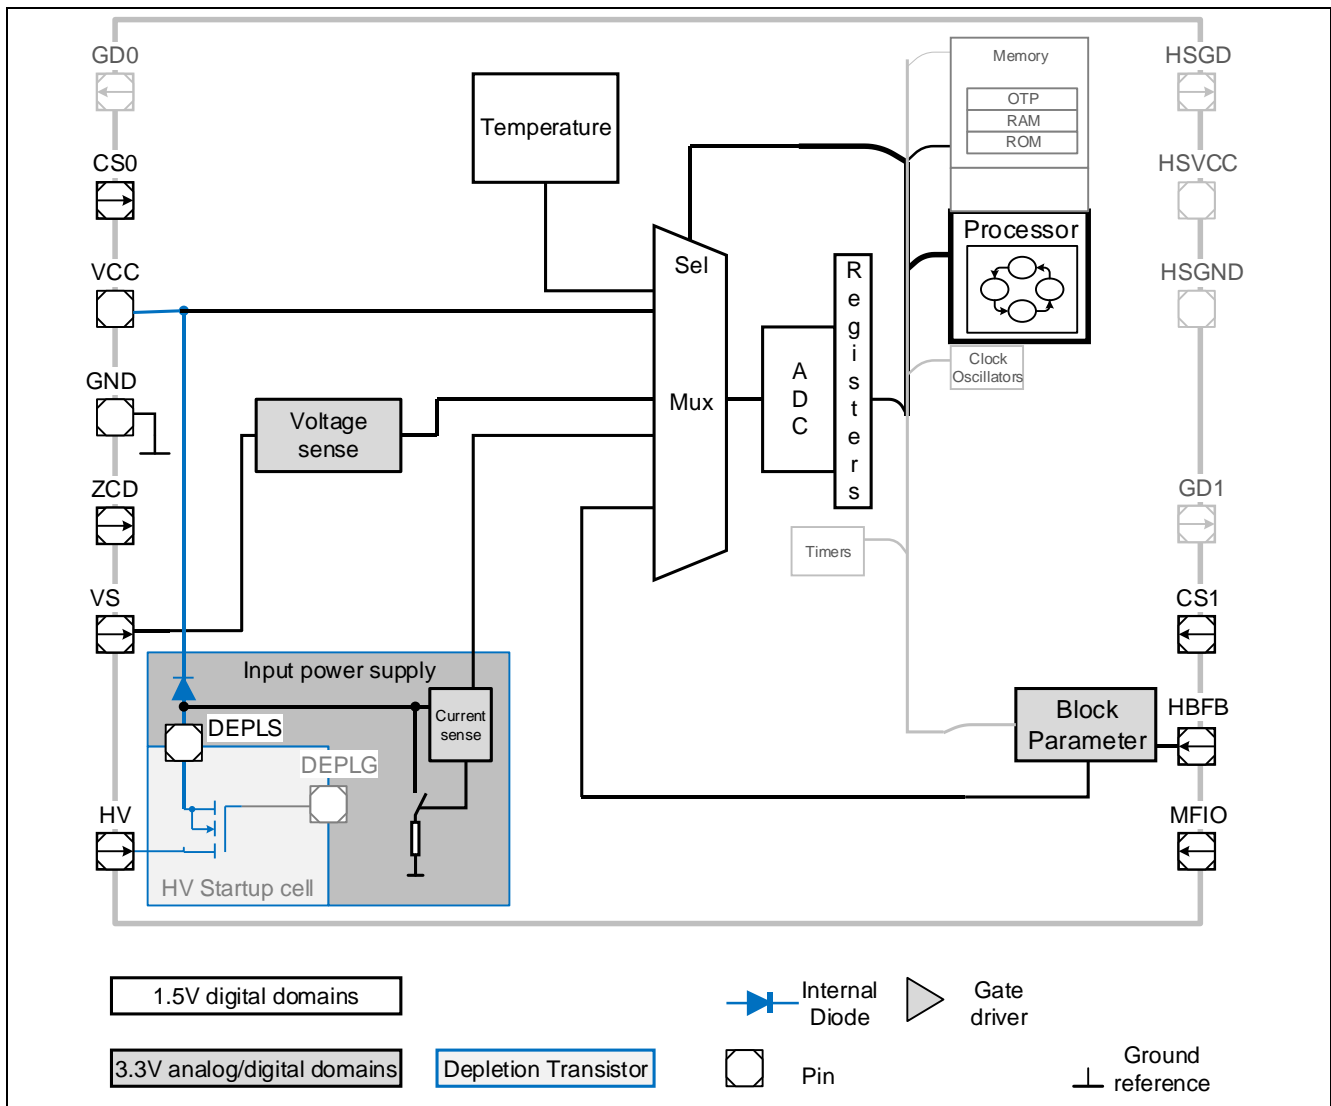 GD0
HSGD
Memory
OTP
RAM
ROM
Temperature
CS0
HSVCC
Processor
VCC
Sel
HSGND
Registers
Clock
Oscillators
GND
Voltage
sense
Mux
ADC
ZCD
GD1
Timers
VS
CS1
Input power supply
Current
sense
DEPLS
Block
Parameter
HBFB
DEPLG
HV
MFIO
HV Startup cell
1.5V digital domains
Internal
Diode
Gate
driver
3.3V analog/digital domains
Depletion Transistor
Pin
Ground
reference